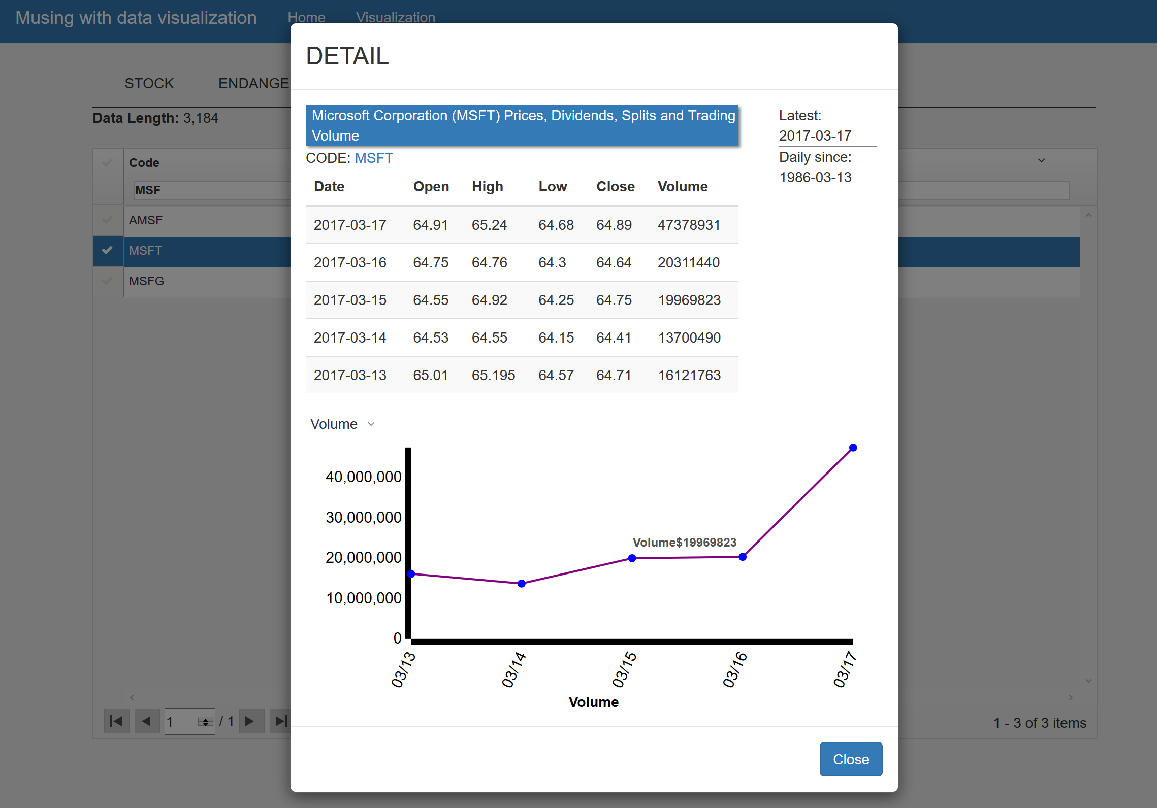 Musing with data visualization Home Visualization
DETAIL
STOCK ENDANGE
Data Length: 3,184
Microsoft Corporation (MSFT) Prices, Dividends, Splits and Trading
Volume
Latest:
2017-03-17
Daily since:
1986-03-13
CODE: MSFT
Code
MSF
AMSF
MSFT
MSFG
Date Open High Low Close Volume
2017-03-17 64.91 65.24 64.68 64.89 47378931
2017-03-16 64.75 64.76 64.3 64.64 20311440
2017-03-15 64.55 64.92 64.25 64.75 19969823
2017-03-14 64.53 64.55 64.15 64.41 13700490
2017-03-13 65.01 65.195 64.57 64.71 16121763
Volume
40,000,000
30,000,000
20,000,000
10,000,000
0
Volume$19969823
03/13 03/14 03/15 03/16 03/17
Volume
1 / 1
1 - 3 of 3 items
Close